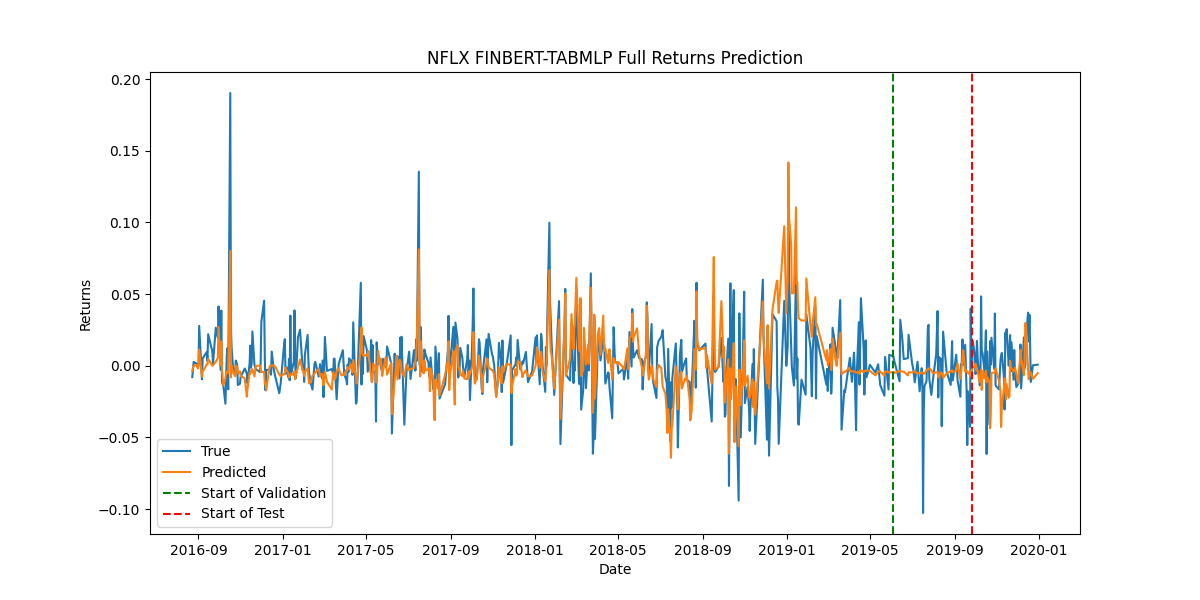 NFLX FINBERT-TABMLP Full Returns Prediction
0.20
0.15
0.10
0.05
0.00
−0.05
−0.10
Returns
True
Predicted
Start of Validation
Start of Test
2016-09 2017-01 2017-05 2017-09 2018-01 2018-05 2018-09 2019-01 2019-05 2019-09 2020-01
Date